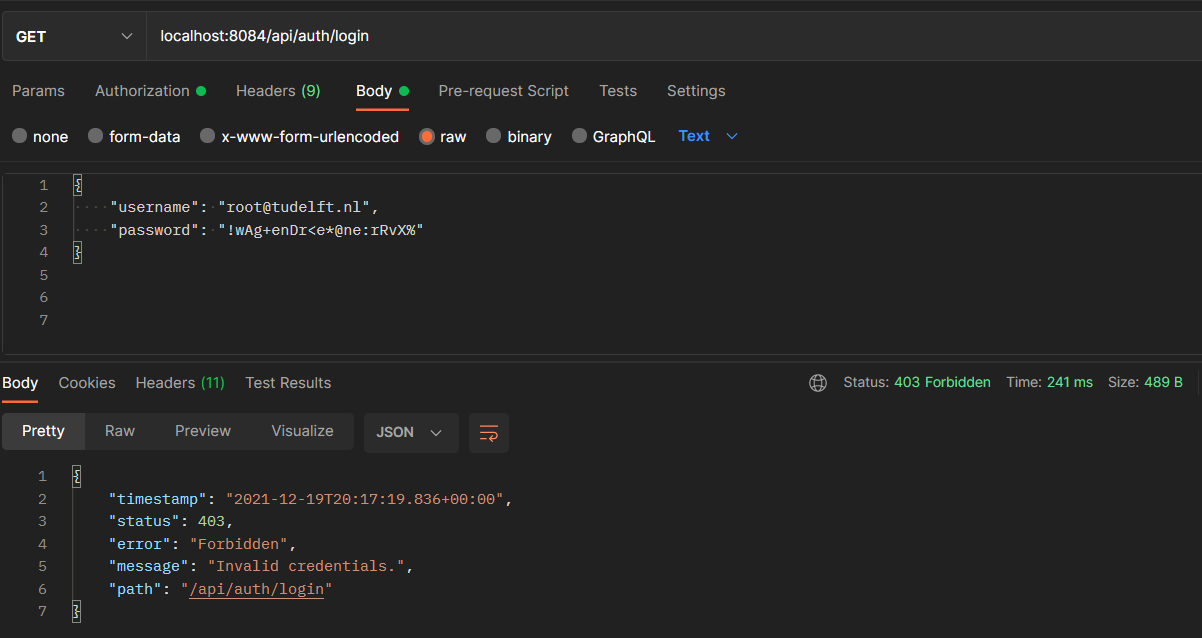 GET localhost:8084/api/auth/login
Params Authorization Headers (9) Body Pre-request Script Tests Settings
none form-data x-www-form-urlencoded raw binary GraphQL Text
1 {
2 ····"username":·"root@tudelft.nl",
3 ····"password":·"!wAg+enDr<e*@ne:rRvX%"
4 }
5
6
7
Body Cookies Headers (11) Test Results Status: 403 Forbidden Time: 241 ms Size: 489 B
Pretty Raw Preview Visualize JSON
1 {
2 "timestamp": "2021-12-19T20:17:19.836+00:00",
3 "status": 403,
4 "error": "Forbidden",
5 "message": "Invalid credentials.",
6 "path": "/api/auth/login"
7 }